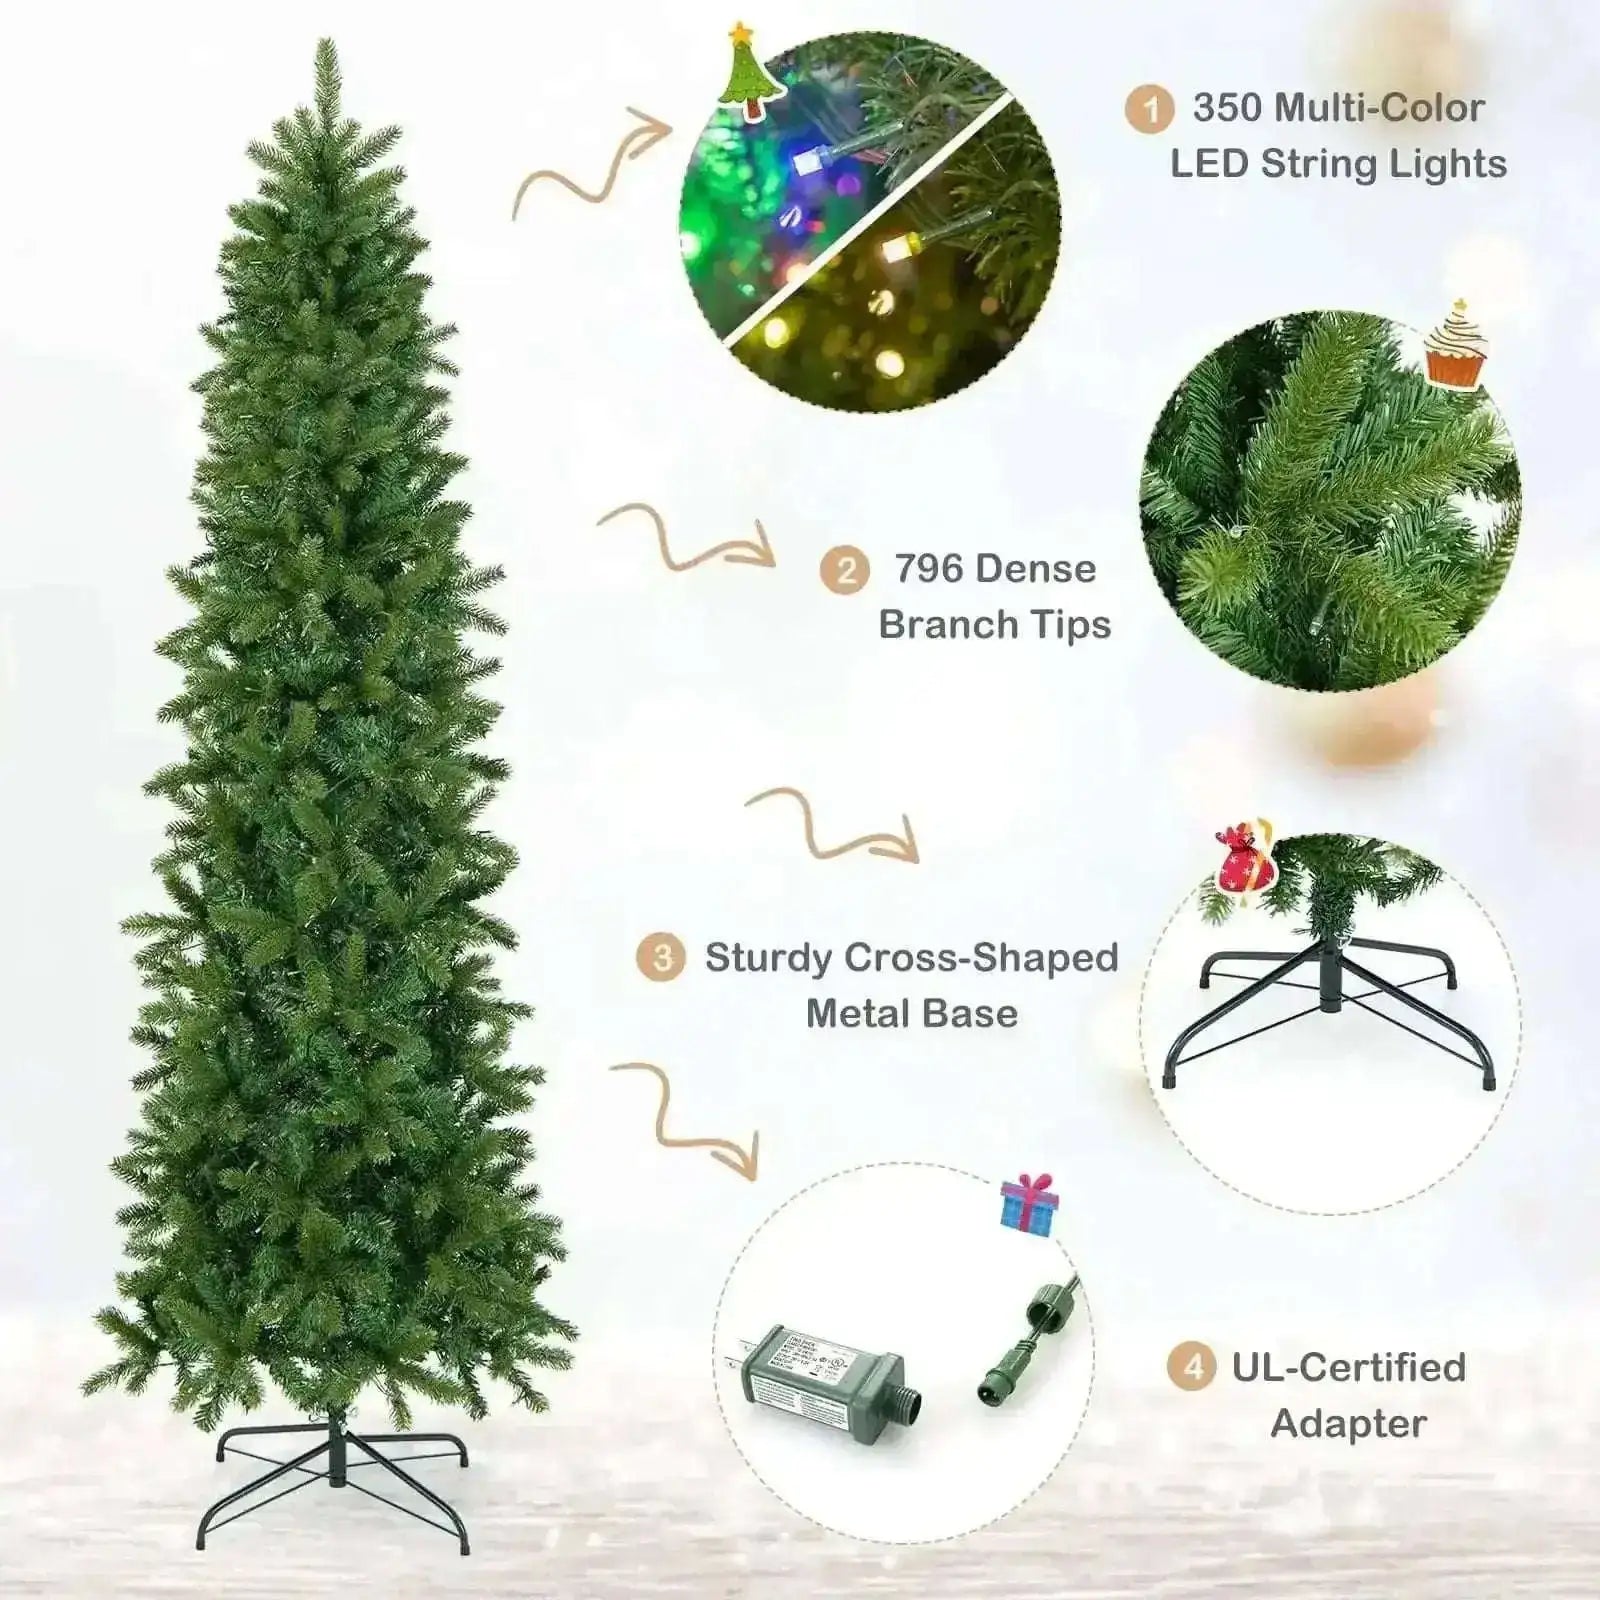 1 350 Multi-Color
LED String Lights
2 796 Dense
Branch Tips
3 Sturdy Cross-Shaped
Metal Base
4 UL-Certified
Adapter